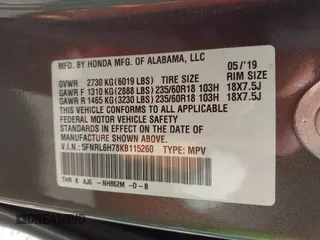 MFD. BY HONDA MFG. OF ALABAMA, LLC 05/'19
GVWR 2730 KG (6019 LBS) TIRE SIZE RIM SIZE
GAWR F 1310 KG (2888 LBS) 235/60R18 103H 18X7.5J
GAWR R 1465 KG (3230 LBS) 235/60R18 103H 18X7.5J
THIS VEHICLE CONFORMS TO ALL APPLICABLE
FEDERAL MOTOR VEHICLE SAFETY STANDARDS
IN EFFECT ON THE DATE OF MANUFACTURE
SHOWN ABOVE.
V.I.N.: 5FNRL6H78KB115260 TYPE: MPV
THR K AJ6 -NH862M -D-B
DREAMBID